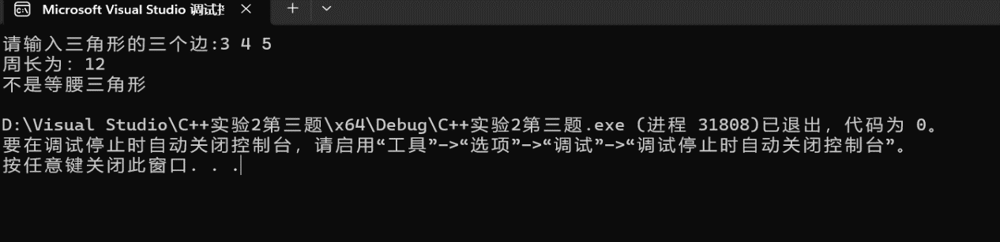 Microsoft Visual Studio 调试
请输入三角形的三个边:3 4 5
周长为: 12
不是等腰三角形
D:\Visual Studio\C++实验2第三题\x64\Debug\C++实验2第三题.exe (进程 31808)已退出，代码为 0。
要在调试停止时自动关闭控制台，请启用“工具”->“选项”->“调试”->“调试停止时自动关闭控制台”。
按任意键关闭此窗口. . .